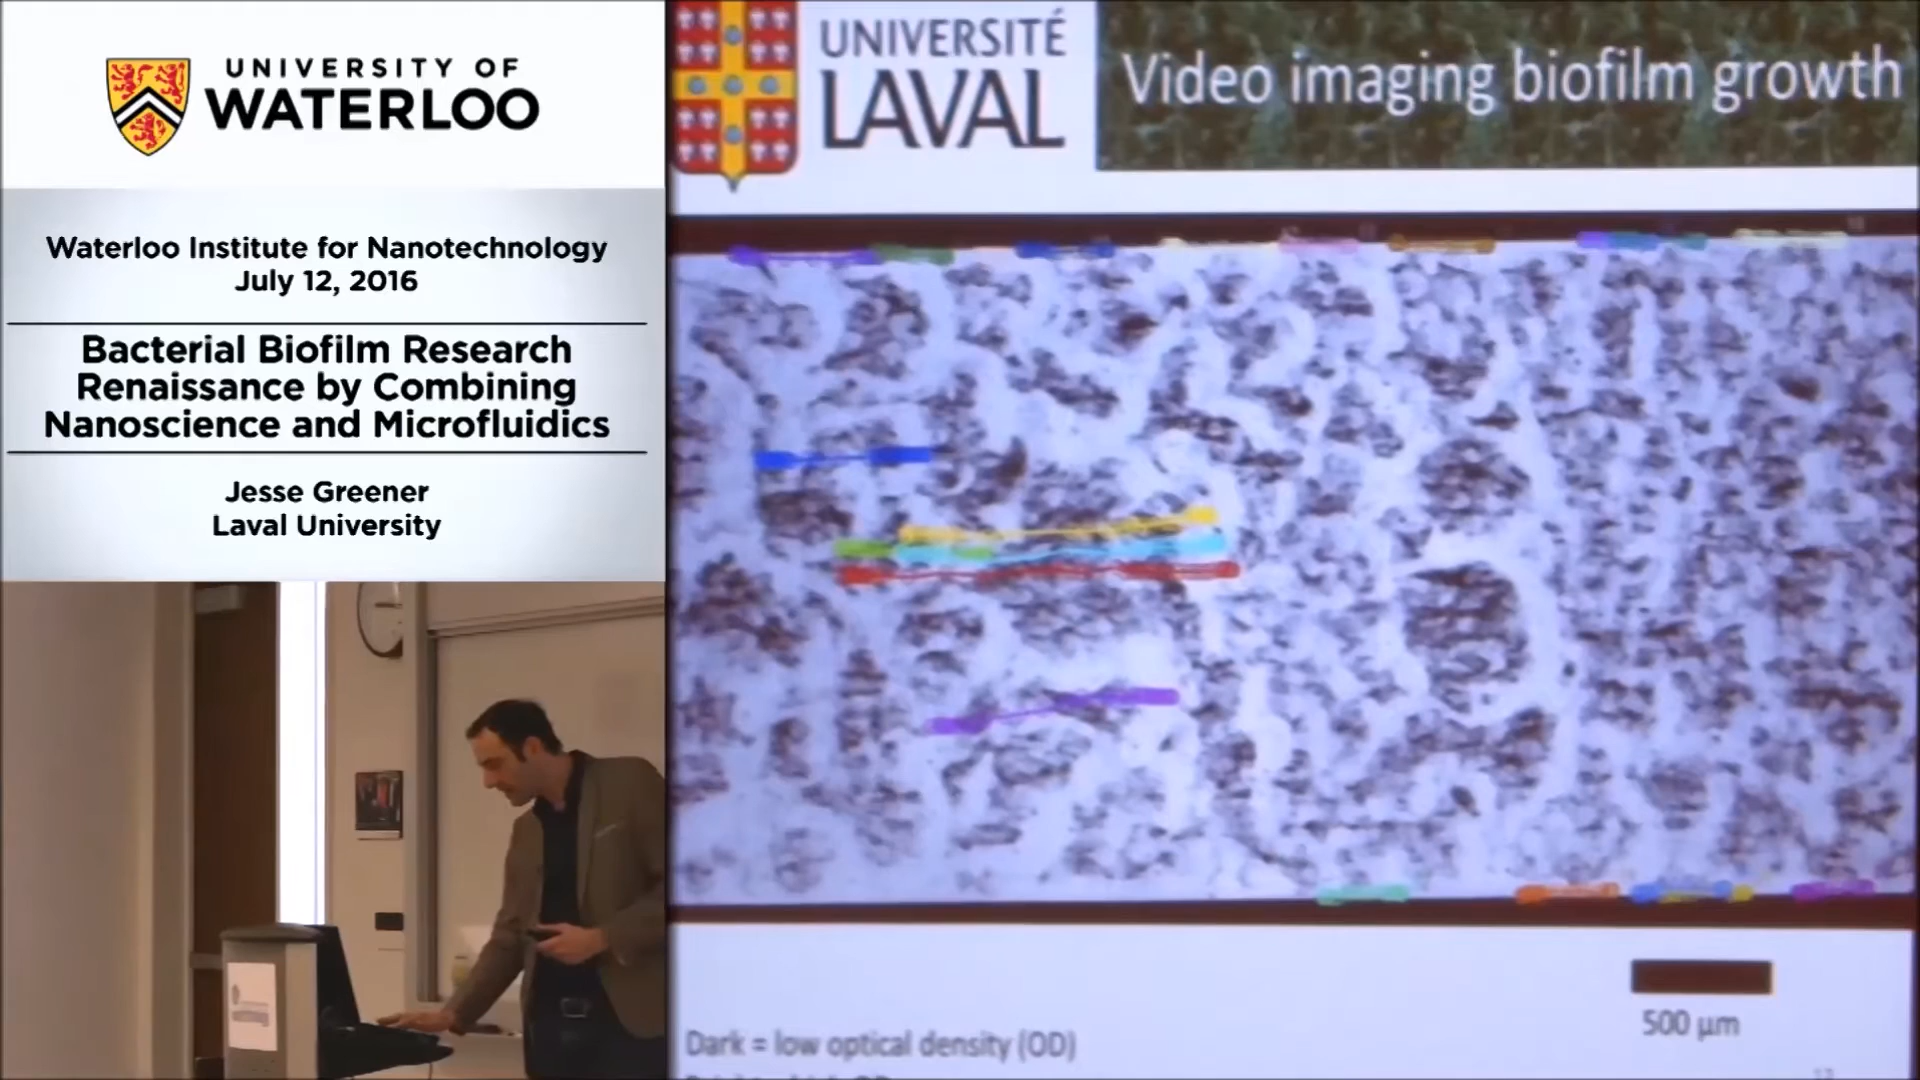 UNIVERSITY OF
WATERLOO
Waterloo Institute for Nanotechnology
July 12, 2016
Bacterial Biofilm Research
Renaissance by Combining
Nanoscience and Microfluidics
Jesse Greener
Laval University
UNIVERSITÉ
LAVAL
Video imaging biofilm growth
500 µm
Dark = low optical density (OD)